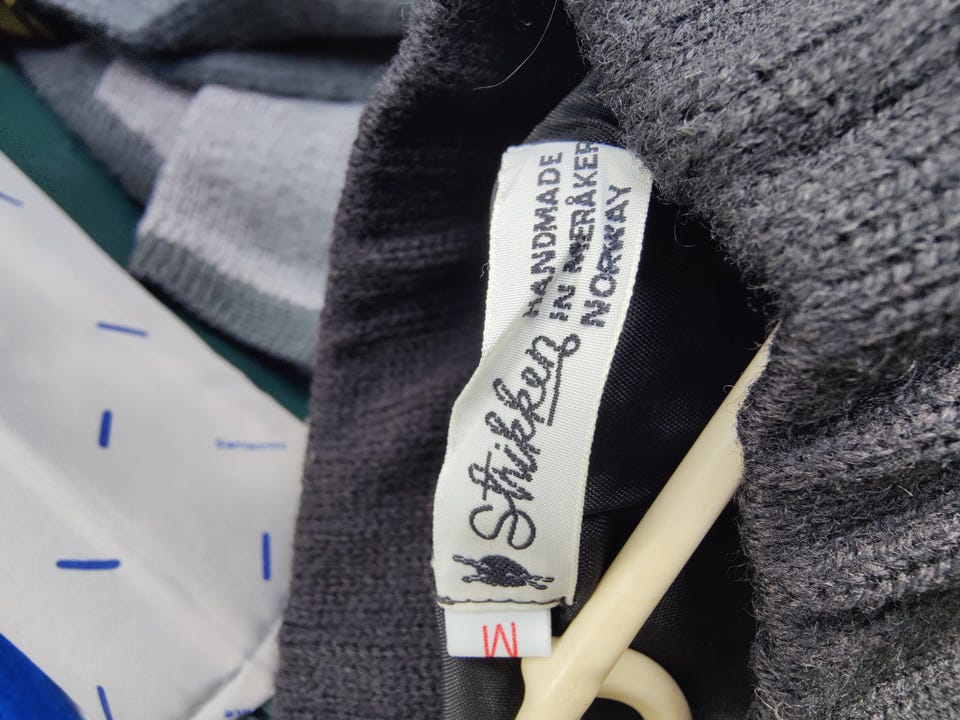 Strikken
HANDMADE
IN MERÅKER
NORWAY
M